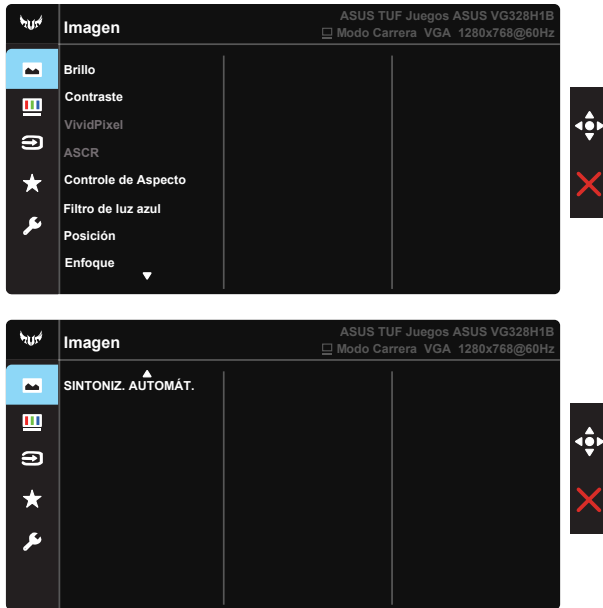 Imagen
ASUS TUF Juegos ASUS VG328H1B
Modo Carrera VGA 1280x768@60Hz
Brillo
Contraste
VividPixel
ASCR
Controle de Aspecto
Filtro de luz azul
Posición
Enfoque
Imagen
ASUS TUF Juegos ASUS VG328H1B
Modo Carrera VGA 1280x768@60Hz
SINTONIZ. AUTOMÁT.